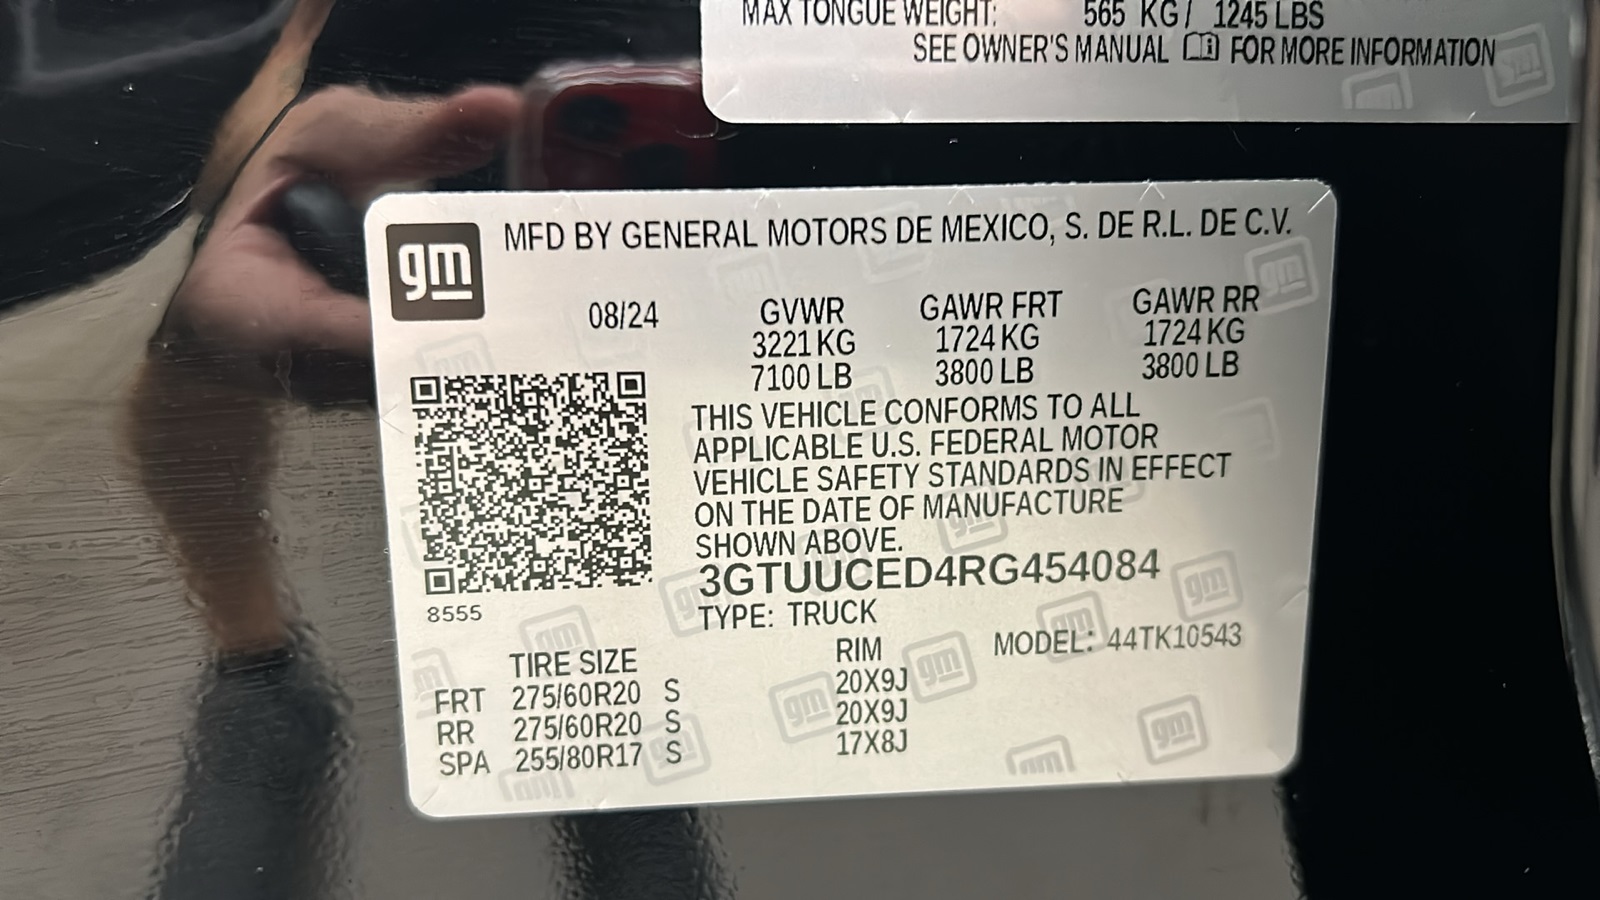 MAX TONGUE WEIGHT: 565 KG / 1245 LBS
SEE OWNER'S MANUAL FOR MORE INFORMATION
gm MFD BY GENERAL MOTORS DE MEXICO, S. DE R.L. DE C.V.
08/24 GVWR GAWR FRT GAWR RR
3221 KG 1724 KG 1724 KG
7100 LB 3800 LB 3800 LB
THIS VEHICLE CONFORMS TO ALL
APPLICABLE U.S. FEDERAL MOTOR
VEHICLE SAFETY STANDARDS IN EFFECT
ON THE DATE OF MANUFACTURE
SHOWN ABOVE.
3GTUUCED4RG454084
8555
TYPE: TRUCK
MODEL: 44TK10543
TIRE SIZE RIM
FRT 275/60R20 S 20X9J
RR 275/60R20 S 20X9J
SPA 255/80R17 S 17X8J